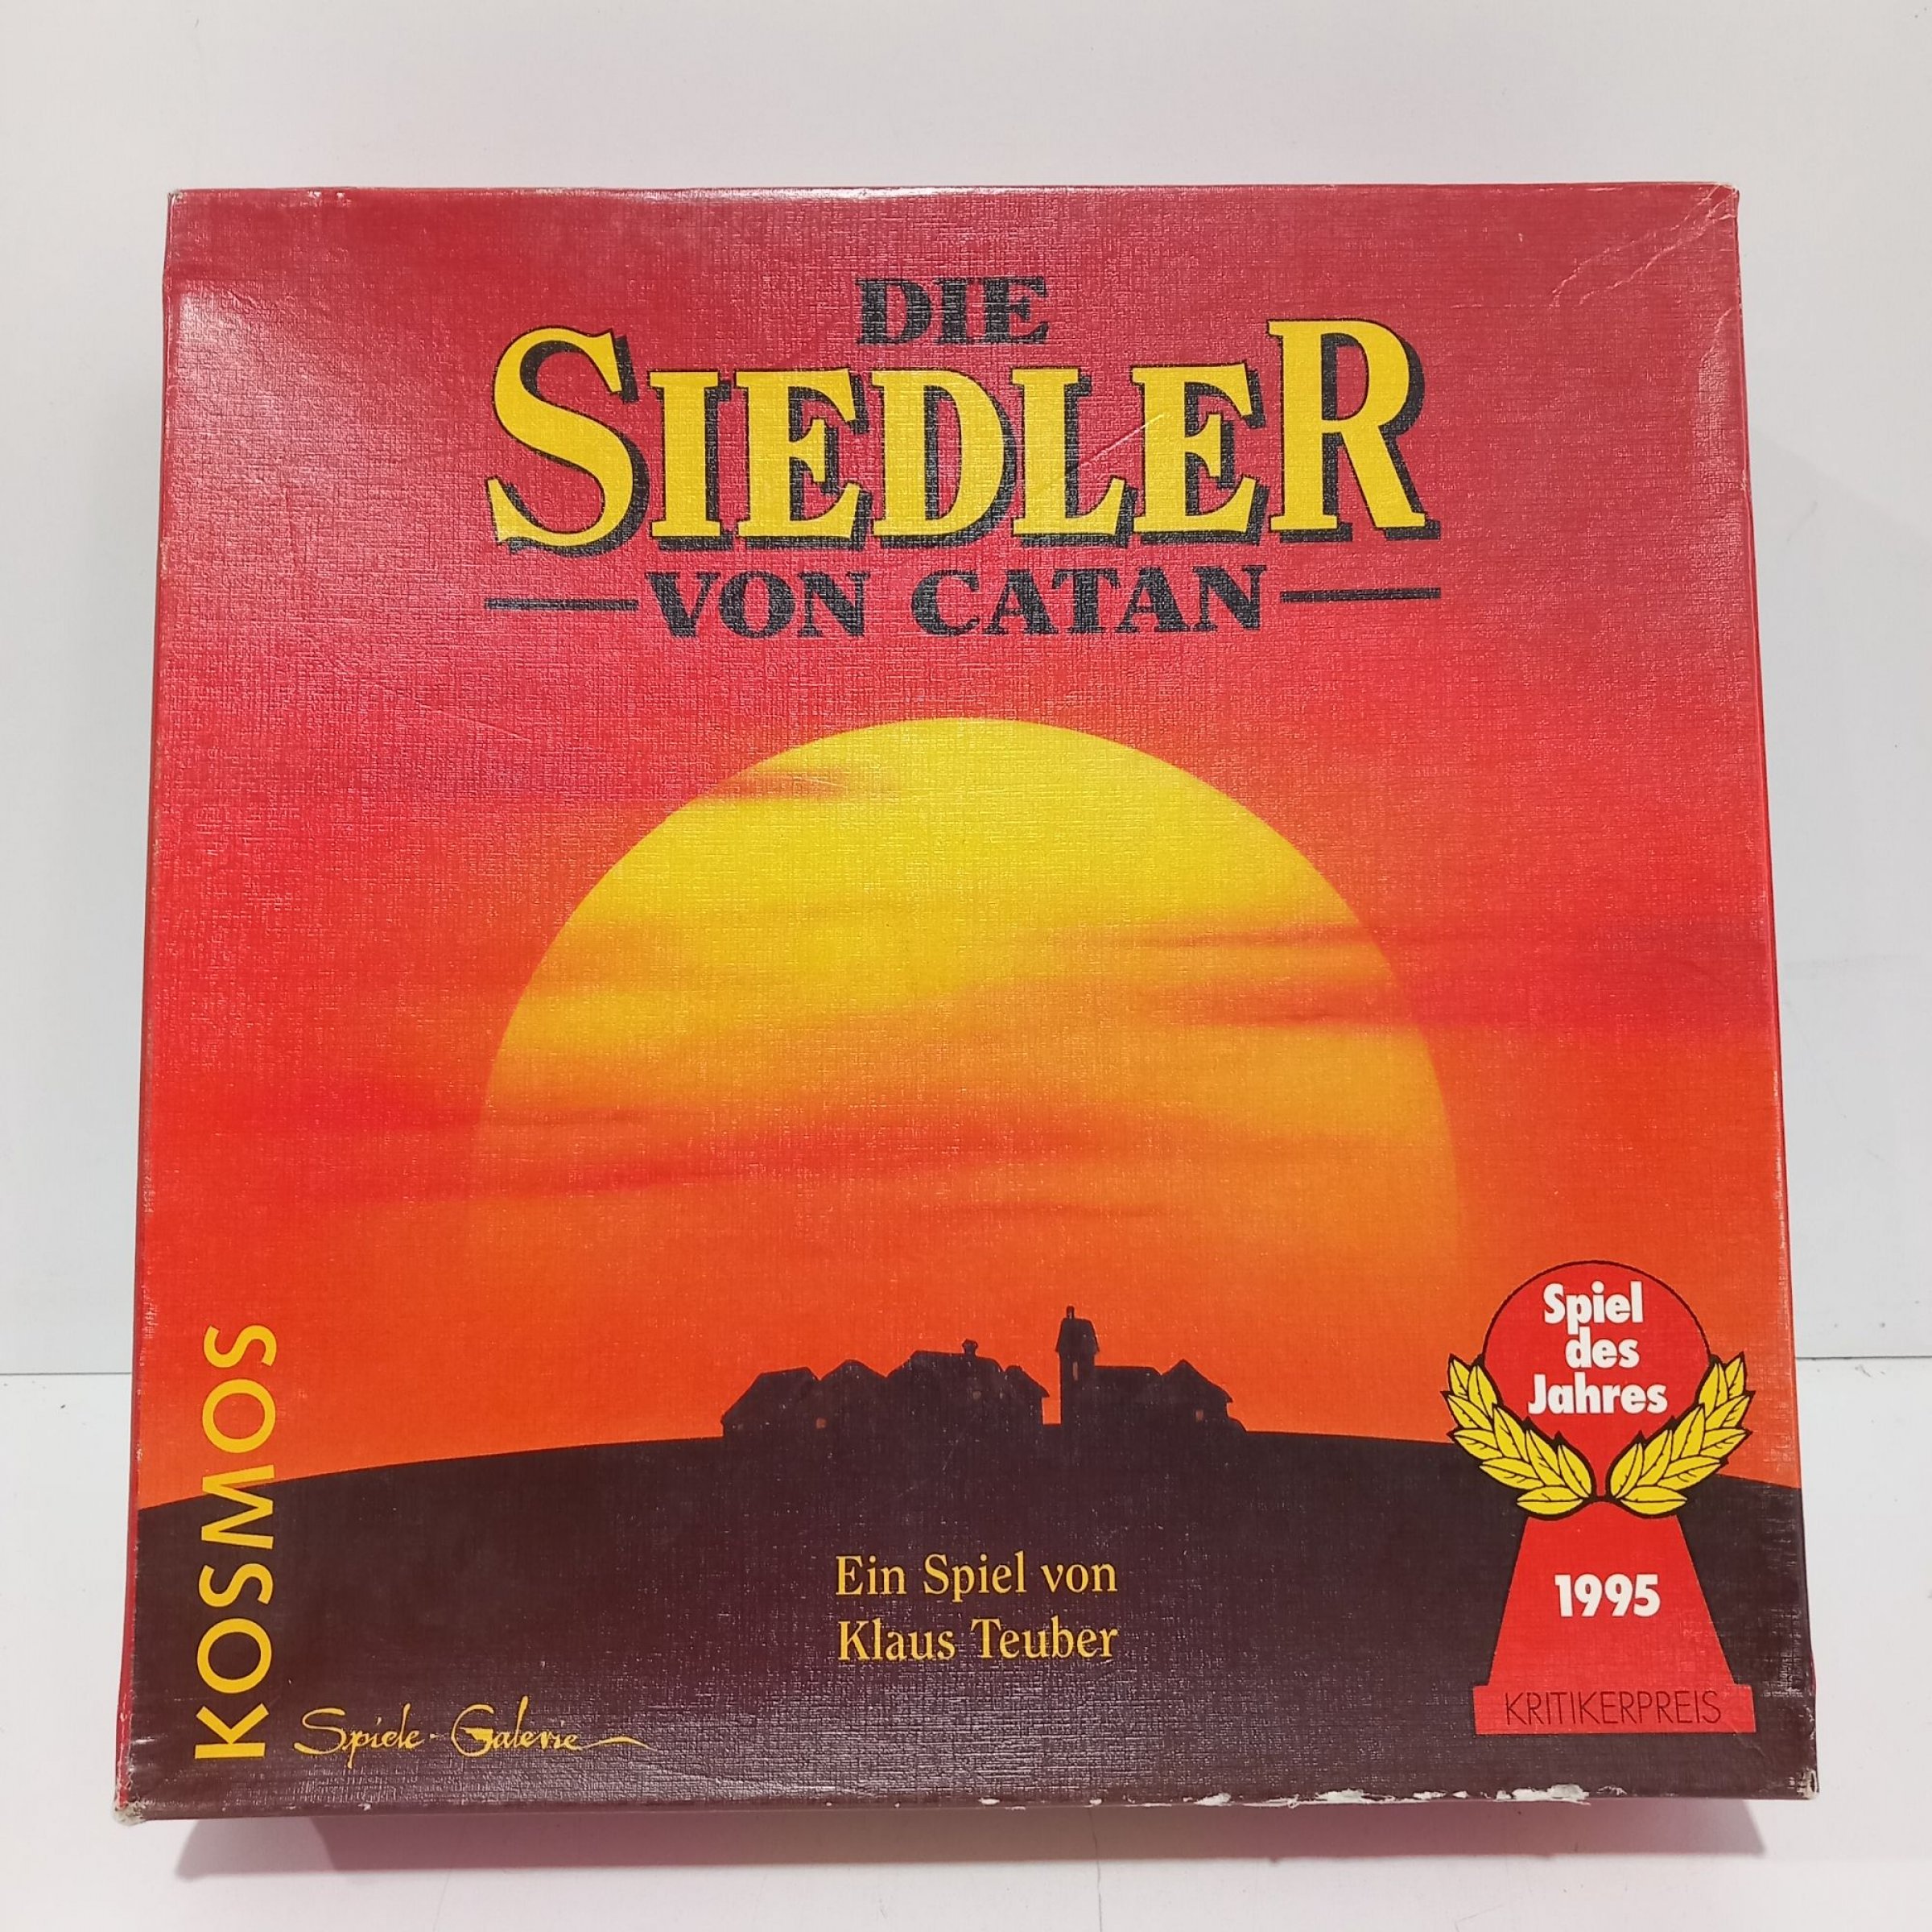 DIE
SIEDLER
VON CATAN
Spiel
des
Jahres
1995
KRITIKERPREIS
Ein Spiel von
Klaus Teuber
KOSMOS
Spiele-Galerie